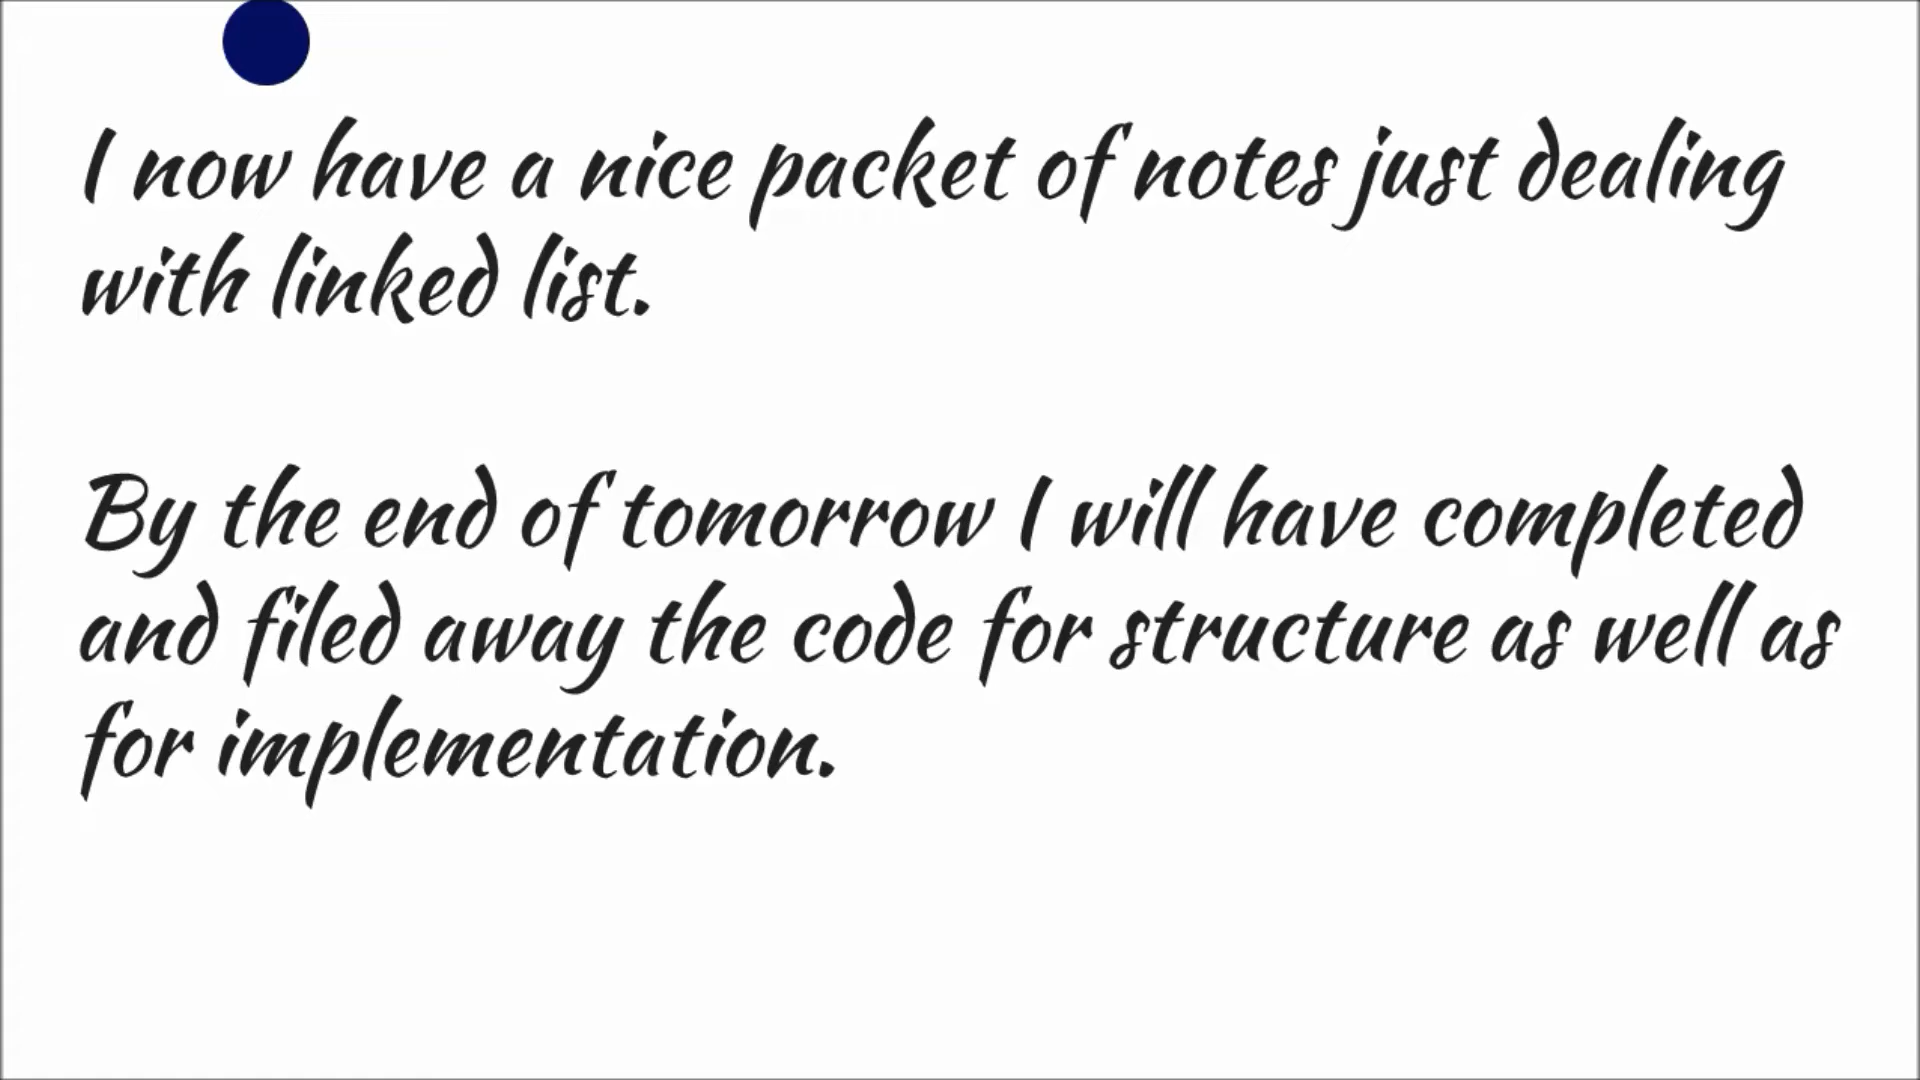 I now have a nice packet of notes just dealing
with linked list.
By the end of tomorrow I will have completed
and filed away the code for structure as well as
for implementation.